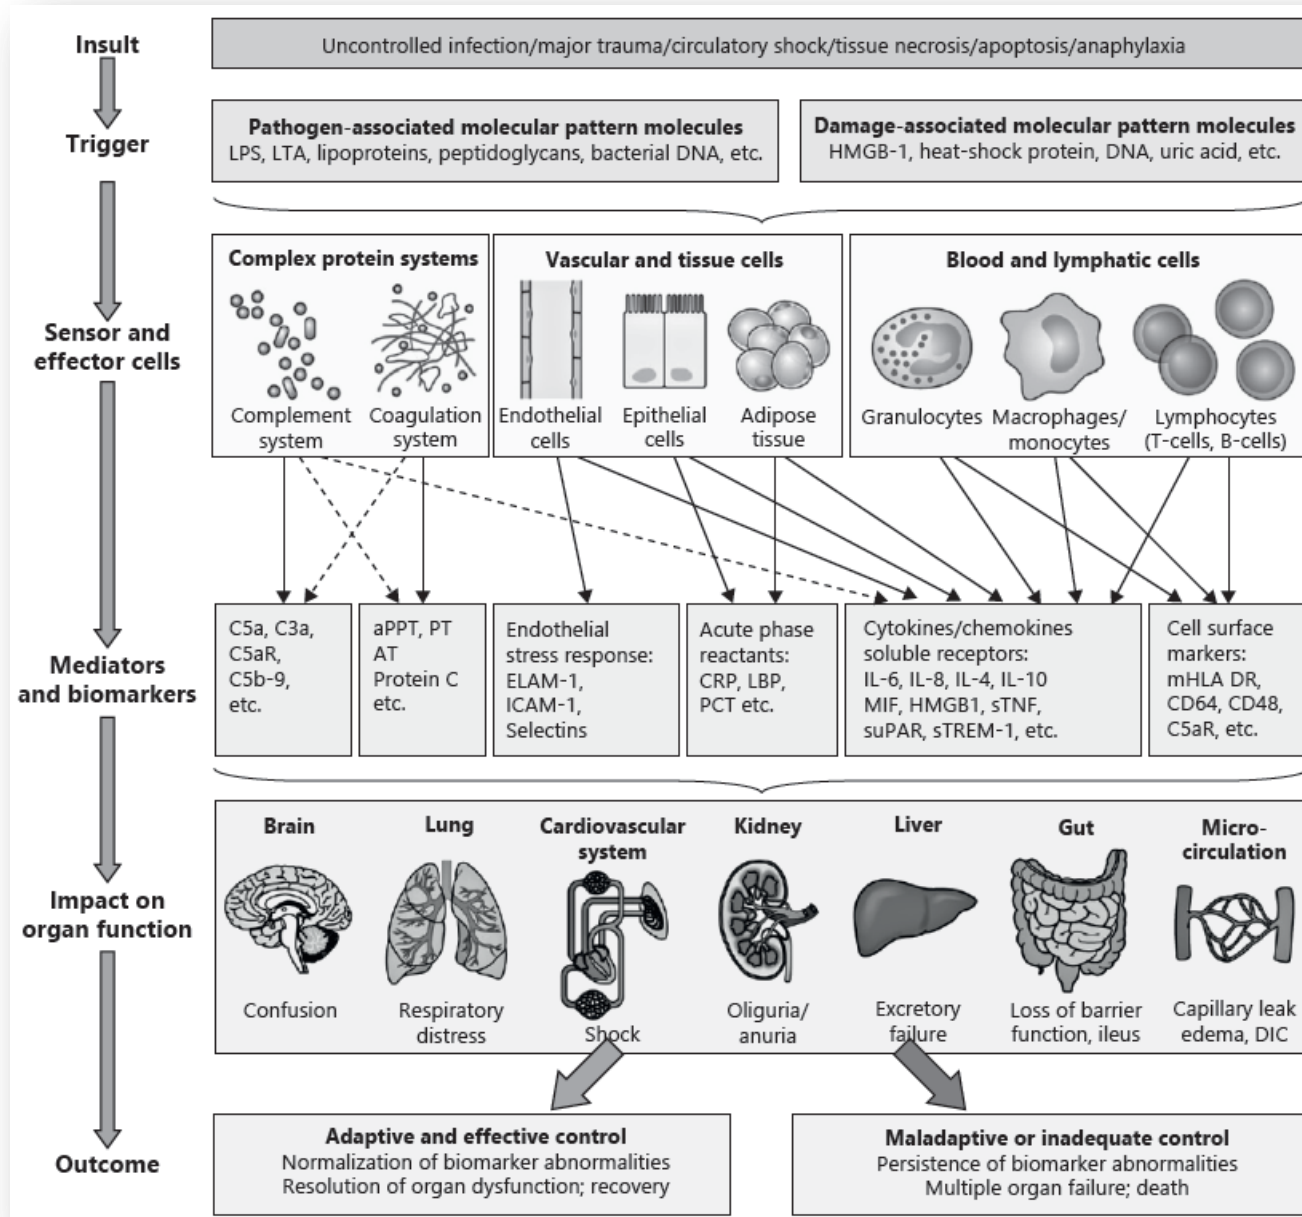 Insult
Uncontrolled infection/major trauma/circulatory shock/tissue necrosis/apoptosis/anaphylaxia
Trigger
Pathogen-associated molecular pattern molecules
LPS, LTA, lipoproteins, peptidoglycans, bacterial DNA, etc.
Damage-associated molecular pattern molecules
HMGB-1, heat-shock protein, DNA, uric acid, etc.
Sensor and
effector cells
Complex protein systems
Complement
system
Coagulation
system
Vascular and tissue cells
Endothelial
cells
Epithelial
cells
Adipose
tissue
Blood and lymphatic cells
Granulocytes
Macrophages/
monocytes
Lymphocytes
(T-cells, B-cells)
Mediators
and biomarkers
C5a, C3a,
C5aR,
C5b-9,
etc.
aPPT, PT
AT
Protein C
etc.
Endothelial
stress response:
ELAM-1,
ICAM-1,
Selectins
Acute phase
reactants:
CRP, LBP,
PCT etc.
Cytokines/chemokines
soluble receptors:
IL-6, IL-8, IL-4, IL-10
MIF, HMGB1, sTNF,
suPAR, sTREM-1, etc.
Cell surface
markers:
mHLA DR,
CD64, CD48,
C5aR, etc.
Impact on
organ function
Brain
Confusion
Lung
Respiratory
distress
Cardiovascular
system
Shock
Kidney
Oliguria/
anuria
Liver
Excretory
failure
Gut
Loss of barrier
function, ileus
Micro-
circulation
Capillary leak
edema, DIC
Outcome
Adaptive and effective control
Normalization of biomarker abnormalities
Resolution of organ dysfunction; recovery
Maladaptive or inadequate control
Persistence of biomarker abnormalities
Multiple organ failure; death